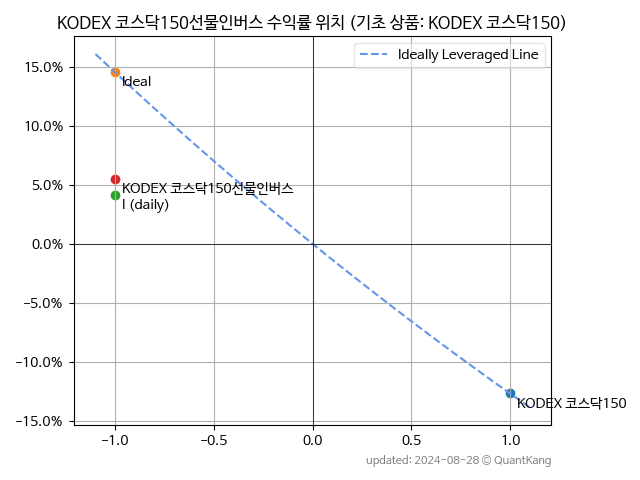 KODEX 코스닥150선물인버스 수익률 위치 (기초 상품: KODEX 코스닥150)
Ideally Leveraged Line
15.0%
10.0%
5.0%
0.0%
−5.0%
−10.0%
−15.0%
Ideal
KODEX 코스닥150선물인버스
l (daily)
KODEX 코스닥150
−1.0
−0.5
0.0
0.5
1.0
updated: 2024-08-28 © QuantKang